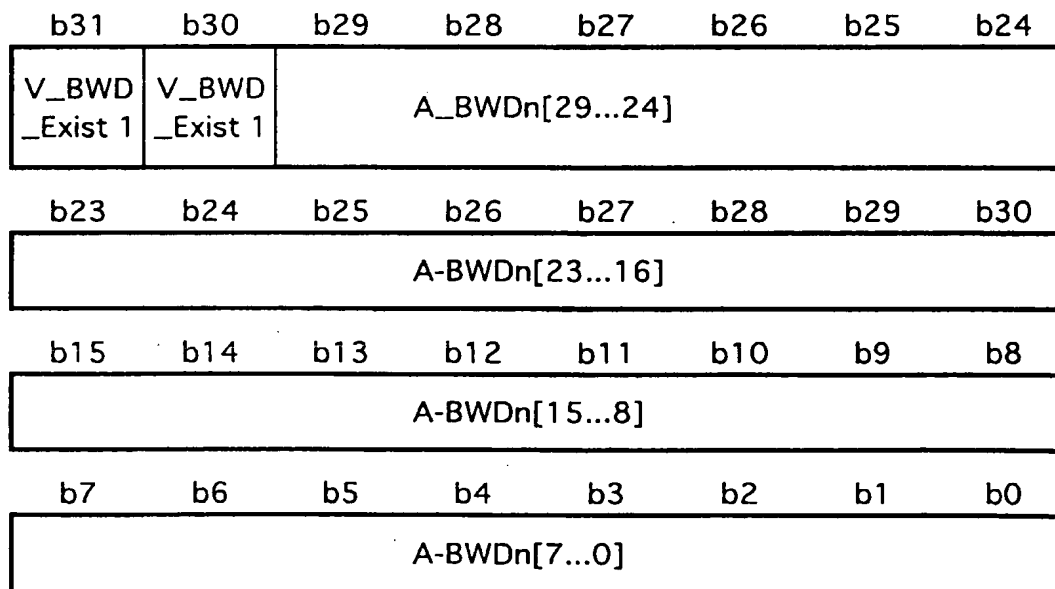 b31 b30 b29 b28 b27 b26 b25 b24
V_BWD V_BWD
_Exist 1 _Exist 1
A_BWDn[29...24]
b23 b24 b25 b26 b27 b28 b29 b30
A-BWDn[23...16]
b15 b14 b13 b12 b11 b10 b9 b8
A-BWDn[15...8]
b7 b6 b5 b4 b3 b2 b1 b0
A-BWDn[7...0]